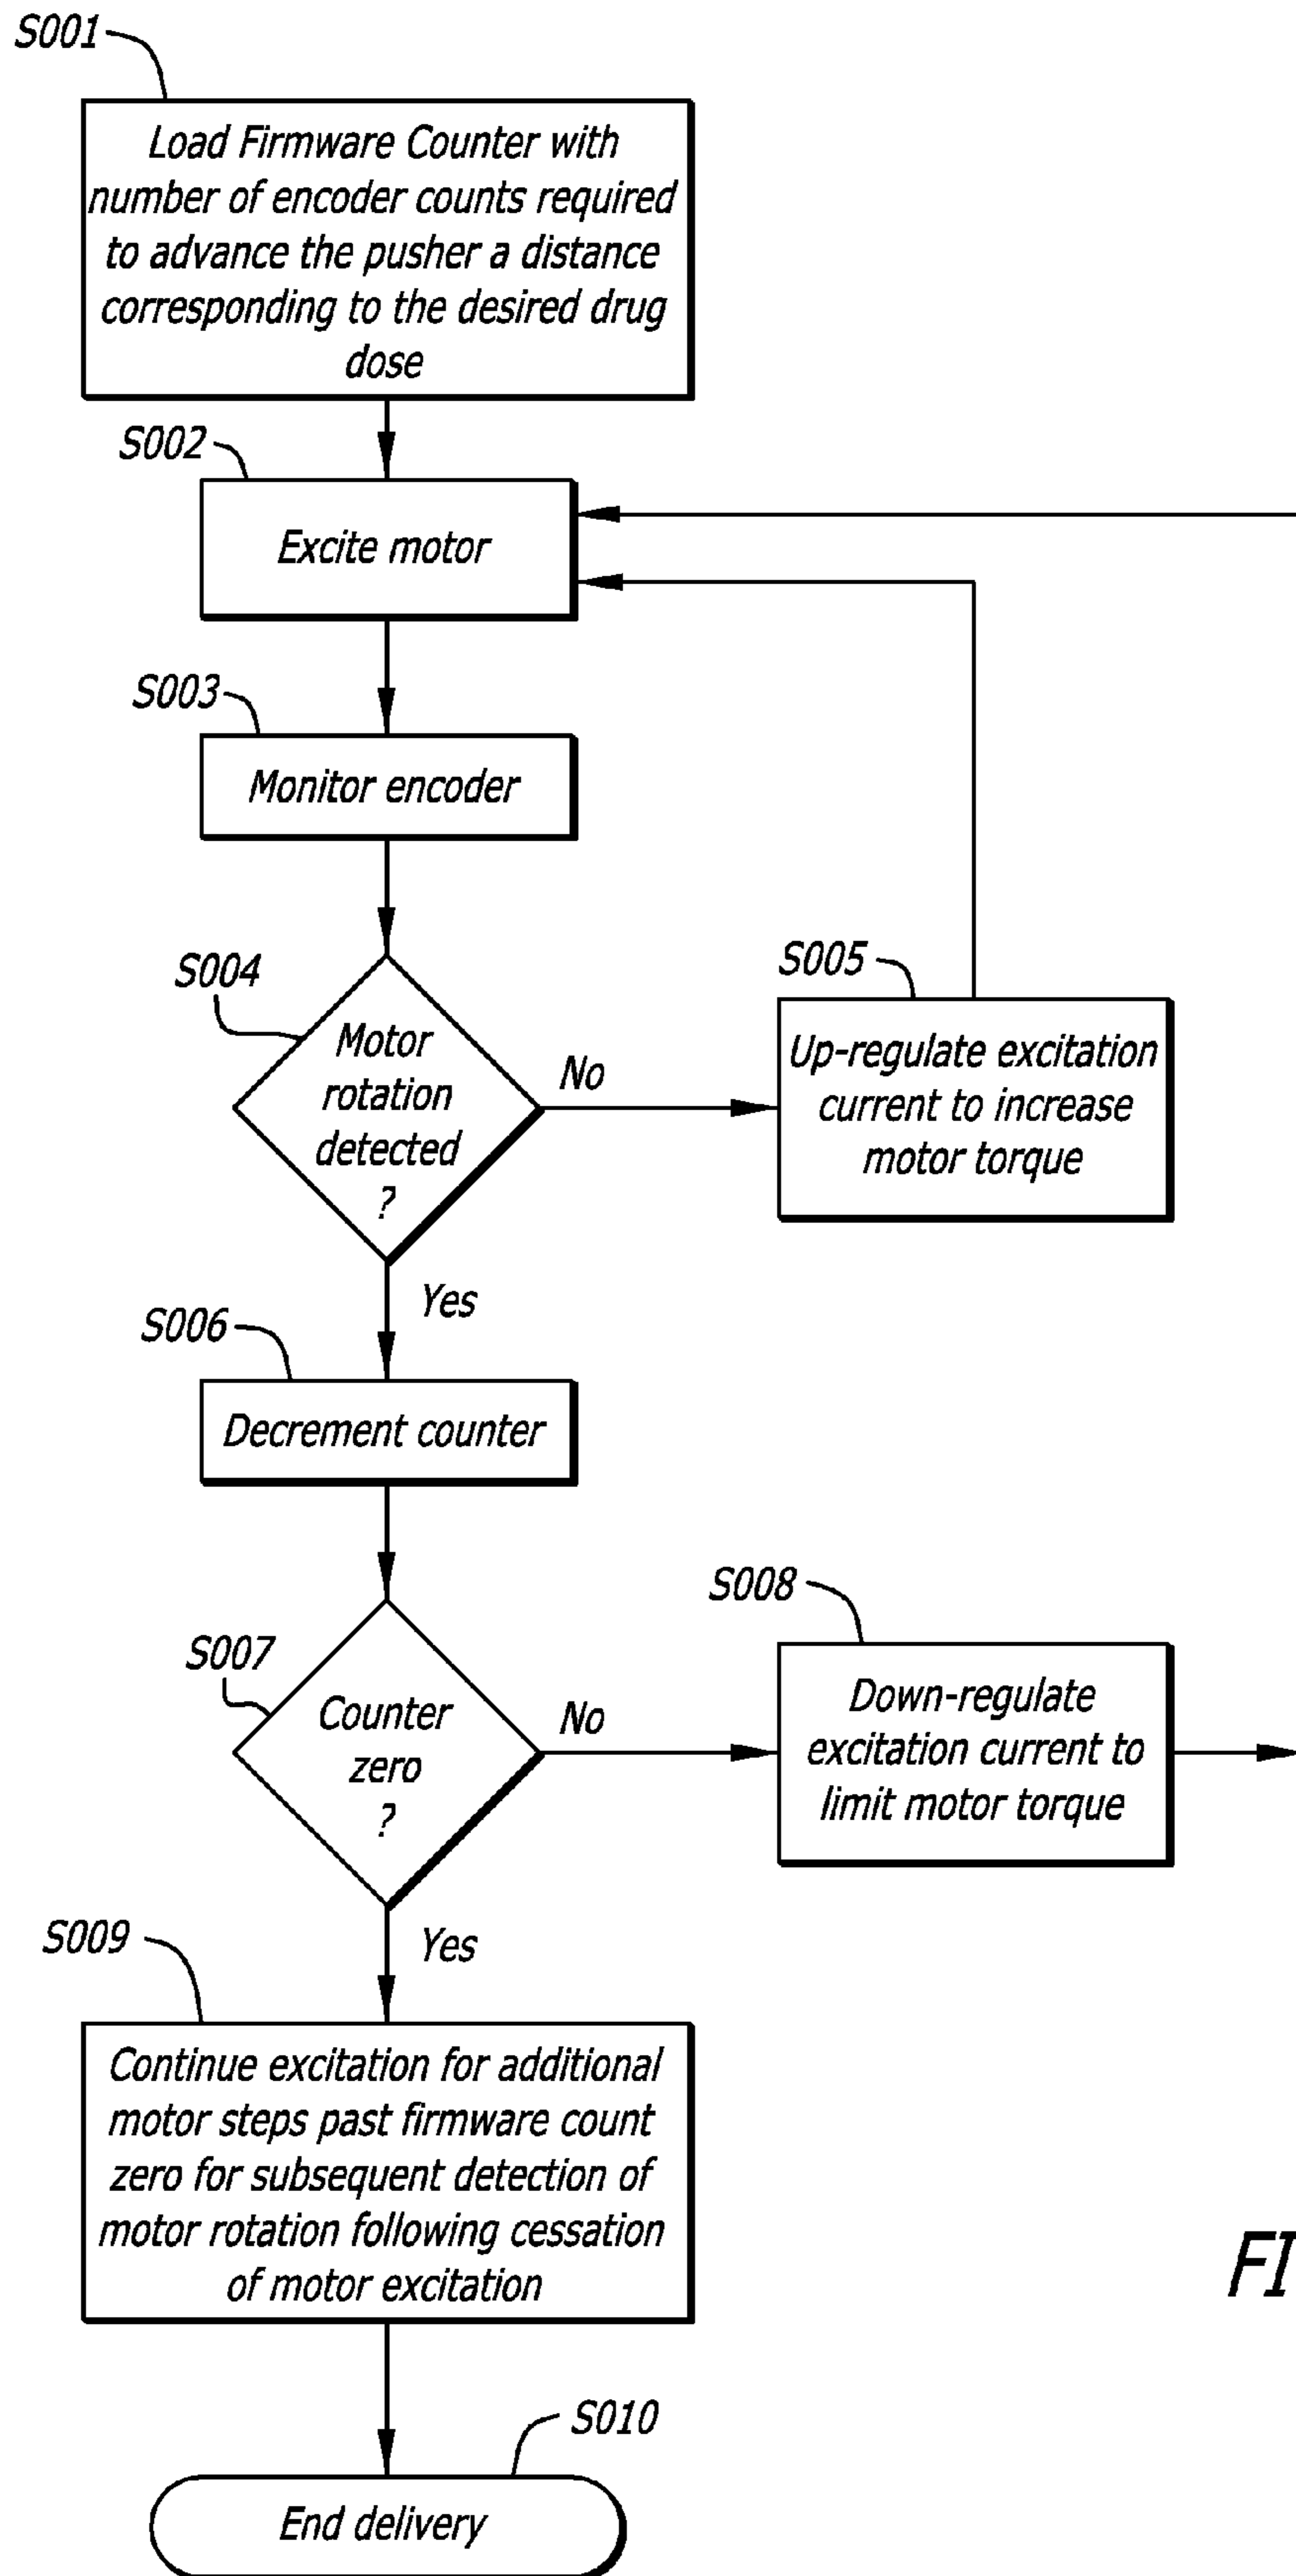 S001
Load Firmware Counter with
number of encoder counts required
to advance the pusher a distance
corresponding to the desired drug
dose
S002
Excite motor
S003
Monitor encoder
S004
Motor
rotation
detected
?
No
S005
Up-regulate excitation
current to increase
motor torque
Yes
S006
Decrement counter
S007
Counter
zero
?
No
S008
Down-regulate
excitation current to
limit motor torque
Yes
S009
Continue excitation for additional
motor steps past firmware count
zero for subsequent detection of
motor rotation following cessation
of motor excitation
FI
S010
End delivery